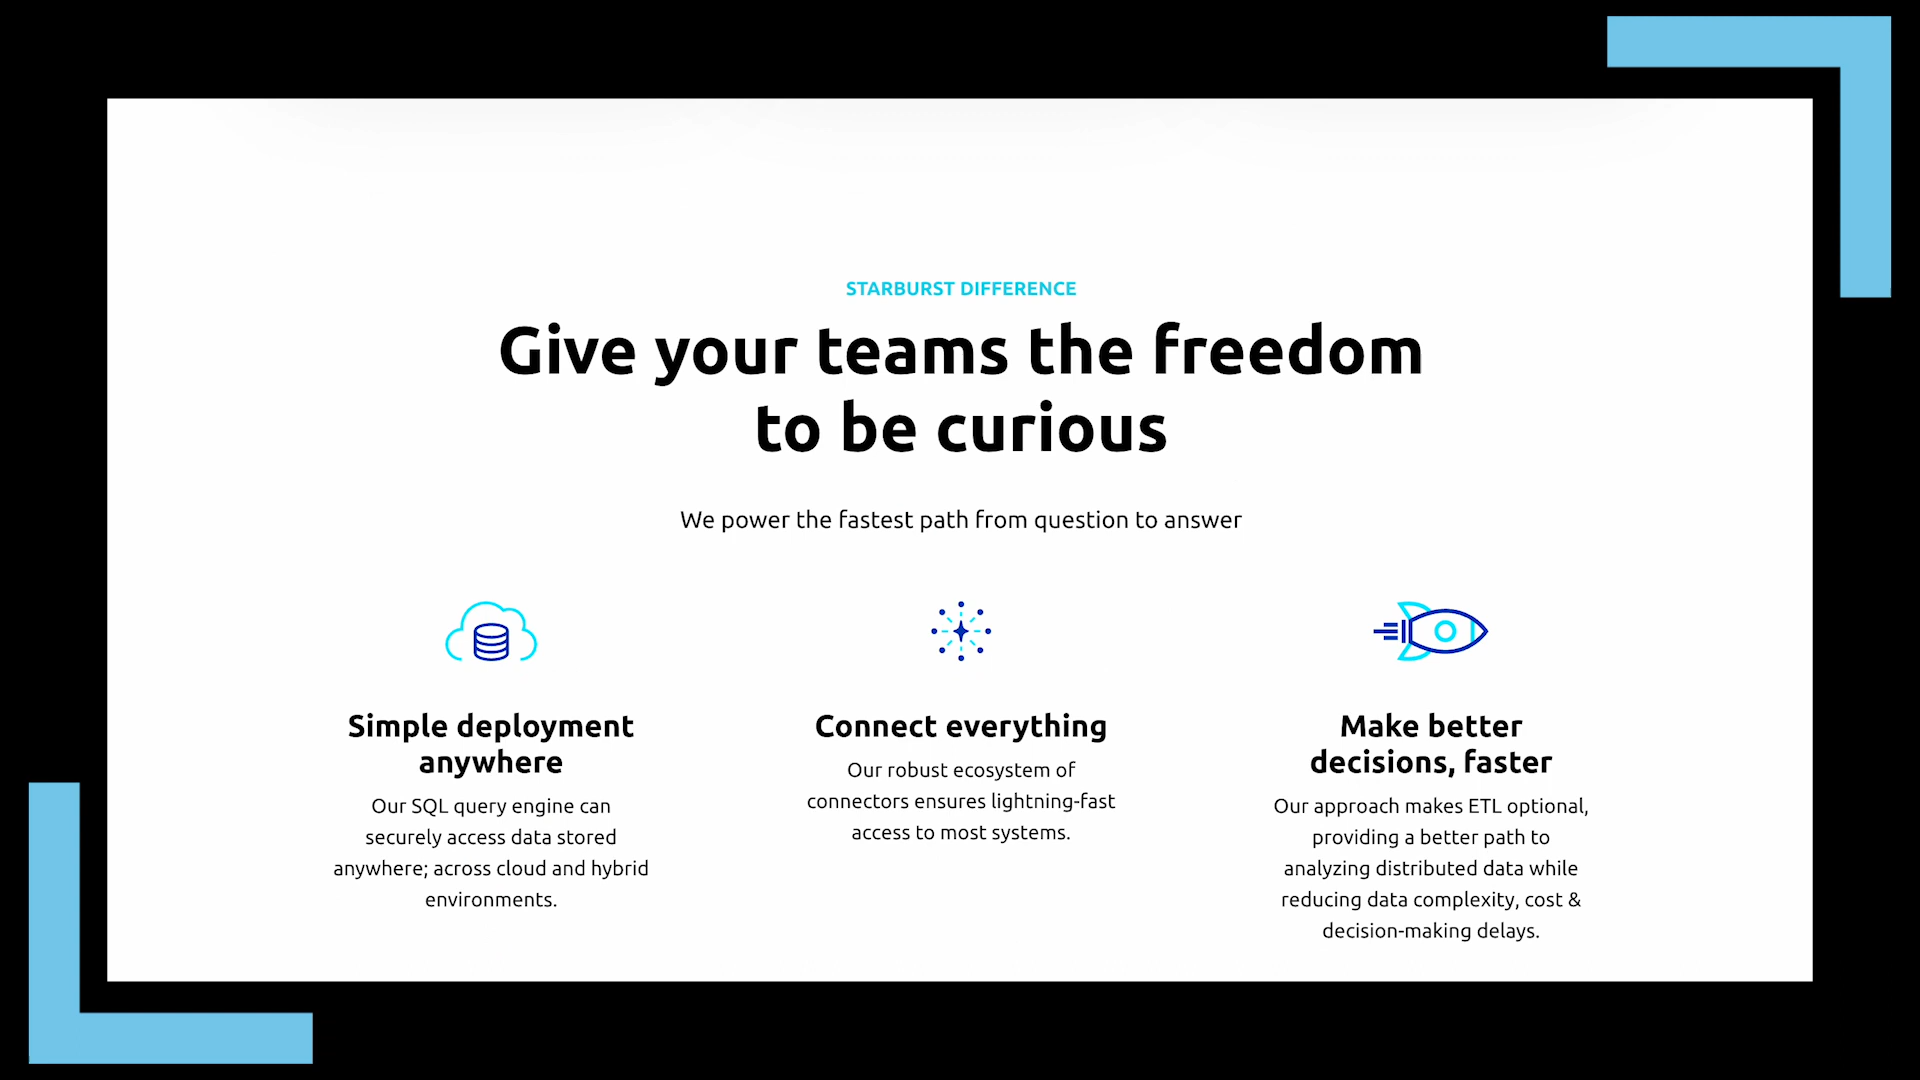 STARBURST DIFFERENCE
Give your teams the freedom
to be curious
We power the fastest path from question to answer
Simple deployment
anywhere
Our SQL query engine can
securely access data stored
anywhere; across cloud and hybrid
environments.
Connect everything
Our robust ecosystem of
connectors ensures lightning-fast
access to most systems.
Make better
decisions, faster
Our approach makes ETL optional,
providing a better path to
analyzing distributed data while
reducing data complexity, cost &
decision-making delays.